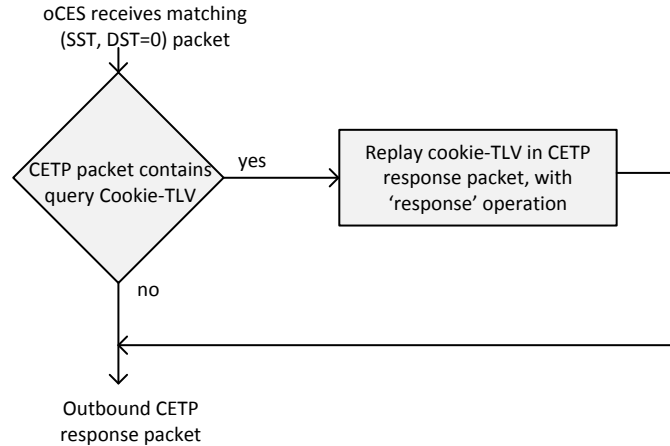 oCES receives matching
(SST, DST=0) packet
CETP packet contains
query Cookie-TLV
yes
Replay cookie-TLV in CETP
response packet, with
‘response’ operation
no
Outbound CETP
response packet